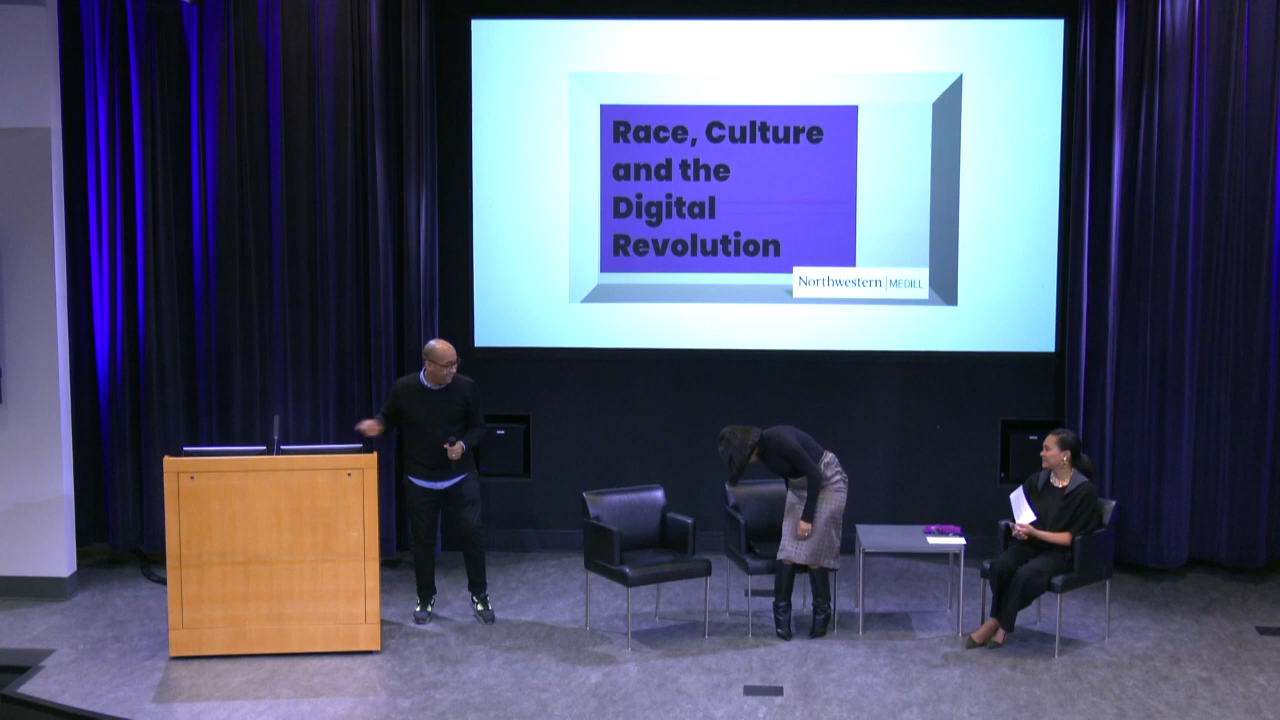 Race, Culture
and the
Digital
Revolution
Northwestern | MEDILL